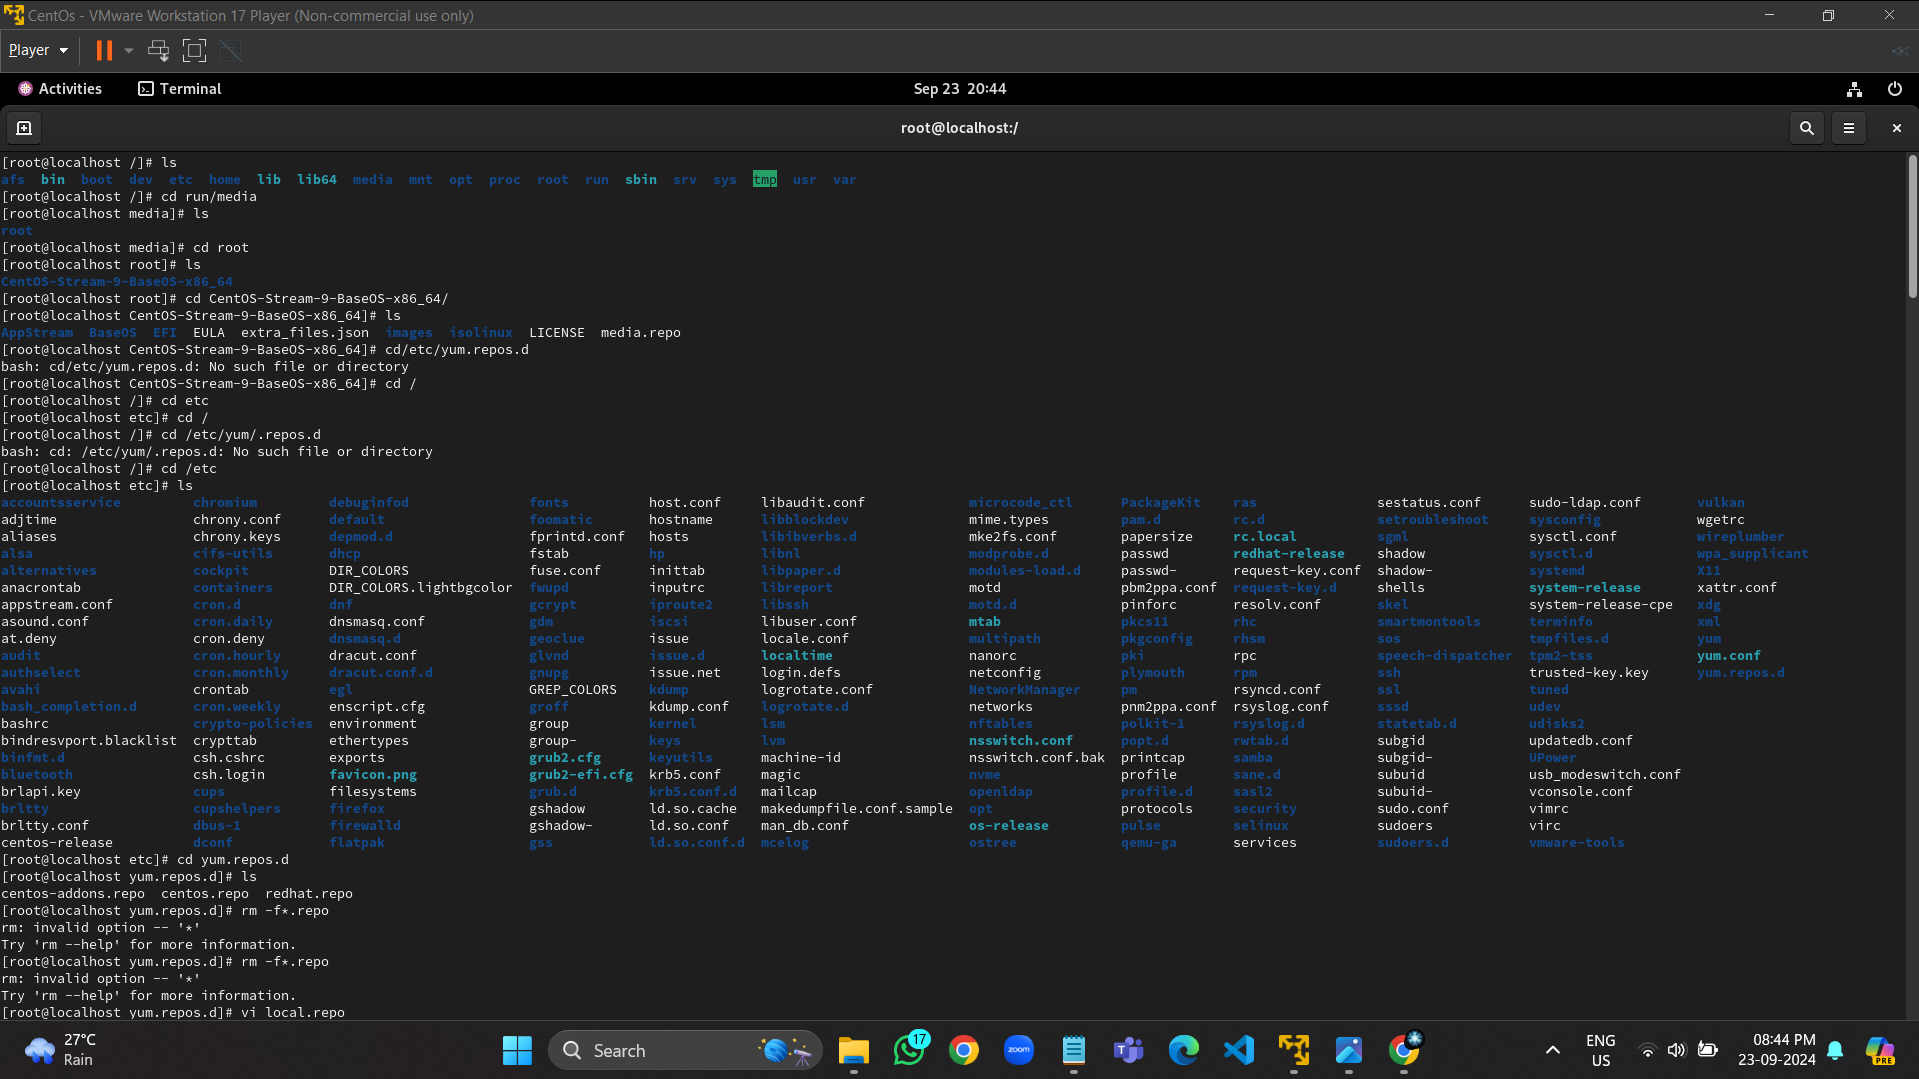 CentOs - VMware Workstation 17 Player (Non-commercial use only)
Player
Activities Terminal Sep 23 20:44
root@localhost:/
[root@localhost /]# ls
afs bin boot dev etc home lib lib64 media mnt opt proc root run sbin srv sys tmp usr var
[root@localhost /]# cd run/media
[root@localhost media]# ls
root
[root@localhost media]# cd root
[root@localhost root]# ls
CentOS-Stream-9-BaseOS-x86_64
[root@localhost root]# cd CentOS-Stream-9-BaseOS-x86_64/
[root@localhost CentOS-Stream-9-BaseOS-x86_64]# ls
AppStream BaseOS EFI EULA extra_files.json images isolinux LICENSE media.repo
[root@localhost CentOS-Stream-9-BaseOS-x86_64]# cd/etc/yum.repos.d
bash: cd/etc/yum.repos.d: No such file or directory
[root@localhost CentOS-Stream-9-BaseOS-x86_64]# cd /
[root@localhost /]# cd etc
[root@localhost etc]# cd /
[root@localhost /]# cd /etc/yum/.repos.d
bash: cd: /etc/yum/.repos.d: No such file or directory
[root@localhost /]# cd /etc
[root@localhost etc]# ls
accountsservice chromium debuginfod fonts host.conf libaudit.conf microcode_ctl PackageKit ras sestatus.conf sudo-ldap.conf vulkan
adjtime chrony.conf default foomatic hostname libblockdev mime.types pam.d rc.d setroubleshoot sysconfig wgetrc
aliases chrony.keys depmod.d fprintd.conf hosts libibverbs.d mke2fs.conf papersize rc.local sgml sysctl.conf wireplumber
alsa cifs-utils dhcp fstab hp libnl modprobe.d passwd redhat-release shadow sysctl.d wpa_supplicant
alternatives cockpit DIR_COLORS fuse.conf inittab libpaper.d modules-load.d passwd- request-key.conf shadow- systemd X11
anacrontab containers DIR_COLORS.lightbgcolor fwupd inputrc libreport motd pbm2ppa.conf request-key.d shells system-release xattr.conf
appstream.conf cron.d dnf gcrypt iproute2 libssh motd.d pinforc resolv.conf skel system-release-cpe xdg
asound.conf cron.daily dnsmasq.conf gdm iscsi libuser.conf mtab pkcs11 rhc smartmontools terminfo xml
at.deny cron.deny dnsmasq.d geoclue issue locale.conf multipath pkgconfig rhsm sos tmpfiles.d yum
audit cron.hourly dracut.conf glvnd issue.d localtime nanorc pki rpc speech-dispatcher tpm2-tss yum.conf
authselect cron.monthly dracut.conf.d gnupg issue.net login.defs netconfig plymouth rpm ssh trusted-key.key yum.repos.d
avahi crontab egl GREP_COLORS kdump logrotate.conf NetworkManager pm rsyncd.conf ssl tuned
bash_completion.d cron.weekly enscript.cfg groff kdump.conf logrotate.d networks pnm2ppa.conf rsyslog.conf sssd udev
bashrc crypto-policies environment group kernel lsm nftables polkit-1 rsyslog.d statetab.d udisks2
bindresvport.blacklist crypttab ethertypes group- keys lvm nsswitch.conf popt.d rwtab.d subgid updatedb.conf
binfmt.d csh.cshrc exports grub2.cfg keyutils machine-id nsswitch.conf.bak printcap samba subgid- UPower
bluetooth csh.login favicon.png grub2-efi.cfg krb5.conf magic nvme profile sane.d subuid usb_modeswitch.conf
brlapi.key cups filesystems grub.d krb5.conf.d mailcap openldap profile.d sasl2 subuid- vconsole.conf
brltty cupshelpers firefox gshadow ld.so.cache makedumpfile.conf.sample opt protocols security sudo.conf vimrc
brltty.conf dbus-1 firewalld gshadow- ld.so.conf man_db.conf os-release pulse selinux sudoers virc
centos-release dconf flatpak gss ld.so.conf.d mcelog ostree qemu-ga services sudoers.d vmware-tools
[root@localhost etc]# cd yum.repos.d
[root@localhost yum.repos.d]# ls
centos-addons.repo centos.repo redhat.repo
[root@localhost yum.repos.d]# rm -f*.repo
rm: invalid option -- '*'
Try 'rm --help' for more information.
[root@localhost yum.repos.d]# rm -f*.repo
rm: invalid option -- '*'
Try 'rm --help' for more information.
[root@localhost yum.repos.d]# vi local.repo
27°C
Rain
Search
17
zoom
ENG
US
08:44 PM
23-09-2024
PRE